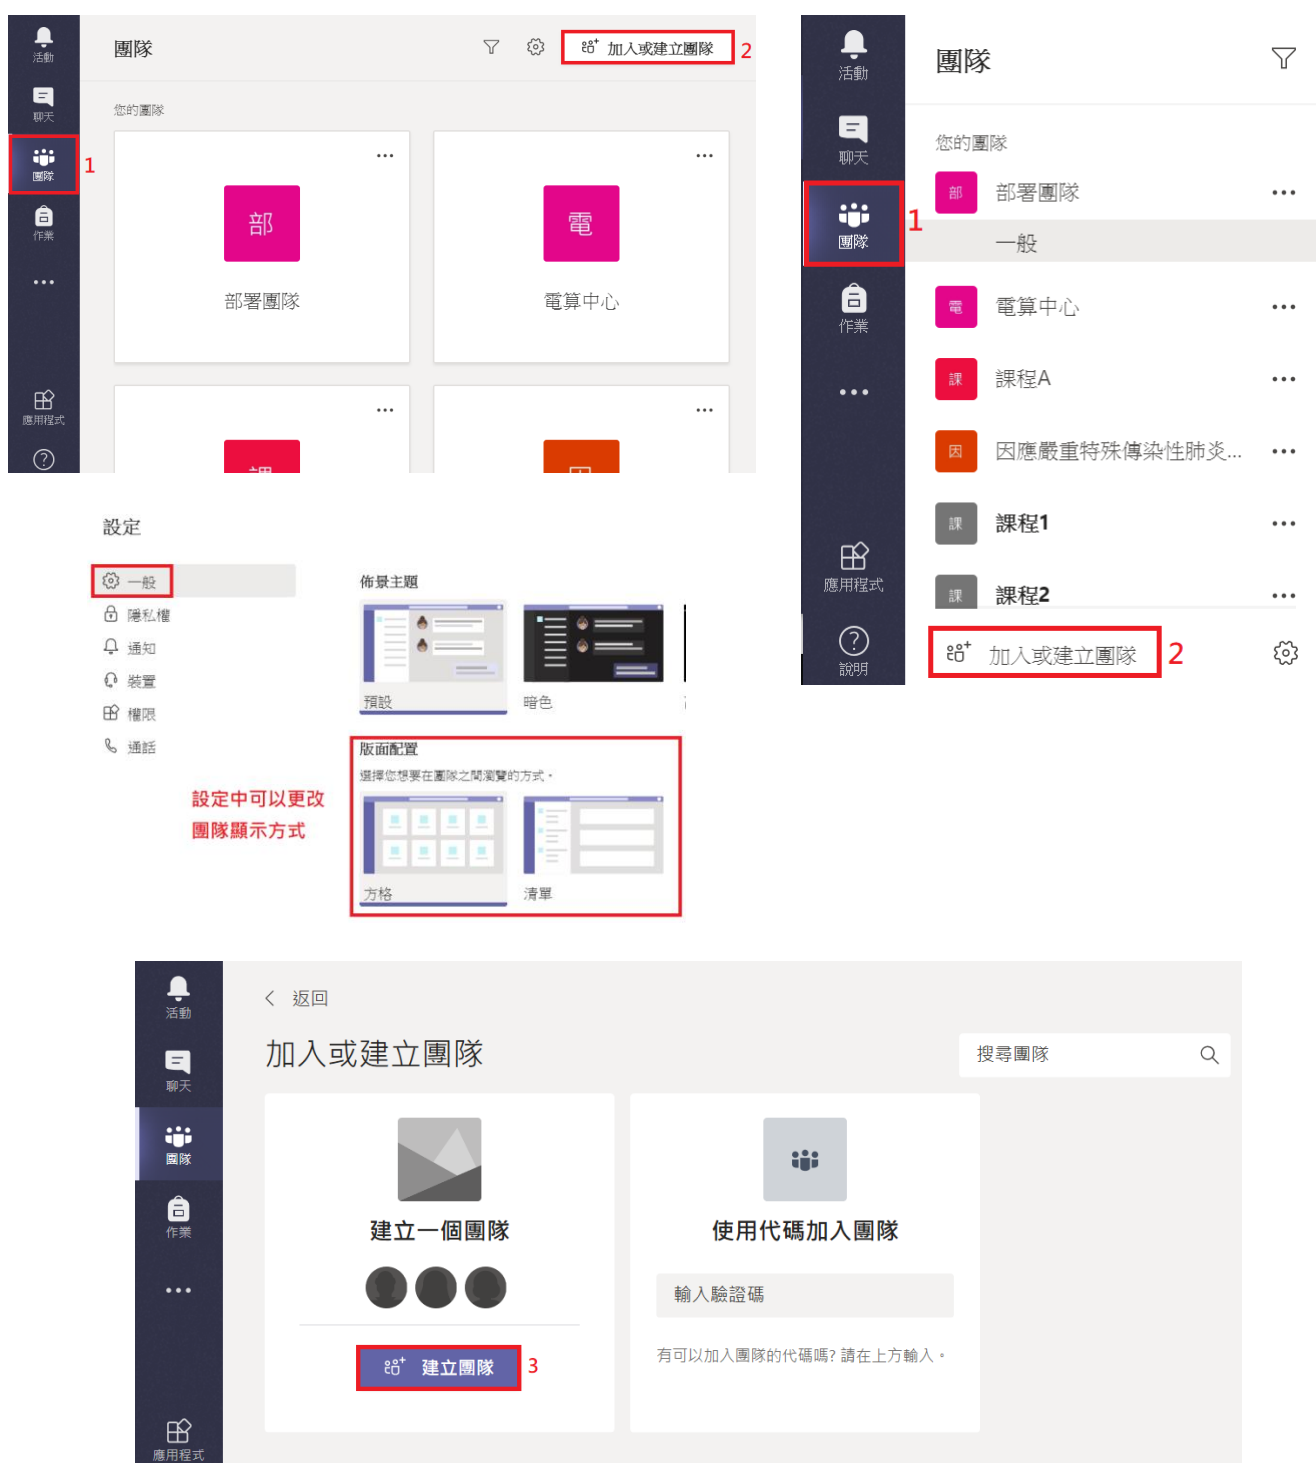 活動
聊天
團隊
作業
應用程式
團隊
加入或建立團隊
1
2
您的團隊
部
部署團隊
電
電算中心
活動
聊天
團隊
作業
應用程式
說明
1
團隊
您的團隊
部 部署團隊
一般
電 電算中心
課 課程A
因 因應嚴重特殊傳染性肺炎...
課 課程1
課 課程2
加入或建立團隊 2
設定
一般
隱私權
通知
裝置
權限
通話
設定中可以更改
團隊顯示方式
佈景主題
預設
暗色
版面配置
選擇您想要在團隊之間瀏覽的方式。
方格
清單
活動
聊天
團隊
作業
應用程式
返回
加入或建立團隊
搜尋團隊
建立一個團隊
建立團隊 3
使用代碼加入團隊
輸入驗證碼
有可以加入團隊的代碼嗎? 請在上方輸入。